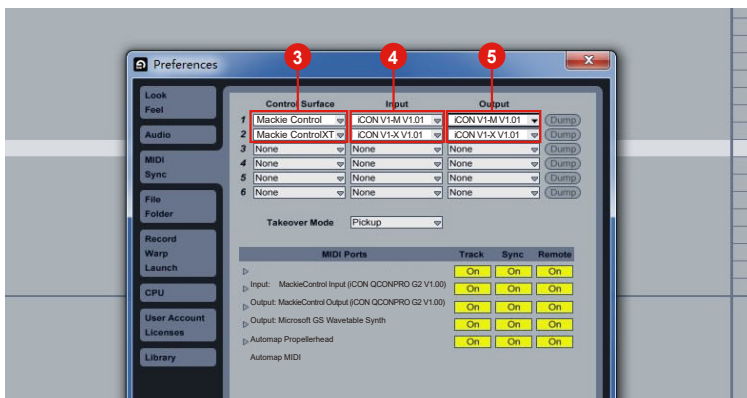 3 4 5
Preferences
Look
Feel
Audio
MIDI
Sync
File
Folder
Record
Warp
Launch
CPU
User Account
Licenses
Library
Control Surface Input Output
1 Mackie Control iCON V1-M V1.01 iCON V1-M V1.01 Dump
2 Mackie ControlXT iCON V1-X V1.01 iCON V1-X V1.01 Dump
3 None None None Dump
4 None None None Dump
5 None None None Dump
6 None None None Dump
Takeover Mode Pickup
MIDI Ports Track Sync Remote
On On On
Input: MackieControl Input (iCON QCONPRO G2 V1.00) On On On
Output: MackieControl Output (iCON QCONPRO G2 V1.00) On On On
Output: Microsoft GS Wavetable Synth On On On
Automap Propellerhead On On On
Automap MIDI